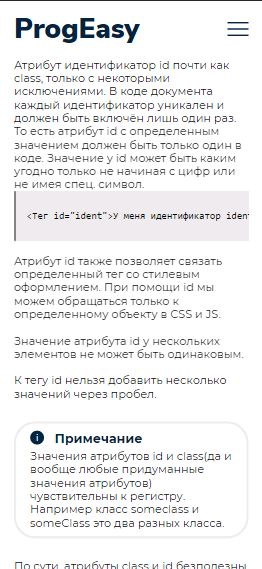 ProgEasy
Атрибут идентификатор id почти как
class, только с некоторыми
исключениями. В коде документа
каждый идентификатор уникален и
должен быть включён лишь один раз.
То есть атрибут id с определенным
значением должен быть только один в
коде. Значение у id может быть каким
угодно только не начиная с цифр или
не имея спец. символ.
<Тег id="ident">У меня идентификатор ident
Атрибут id также позволяет связать
определенный тег со стилевым
оформлением. При помощи id мы
можем обращаться только к
определенному объекту в CSS и JS.
Значение атрибута id у нескольких
элементов не может быть одинаковым.
К тегу id нельзя добавить несколько
значений через пробел.
Примечание
Значения атрибутов id и class(да и
вообще любые придуманные
значения атрибутов)
чувствительны к регистру.
Например класс someclass и
someClass это два разных класса.
По сути, атрибуты class и id безполезны